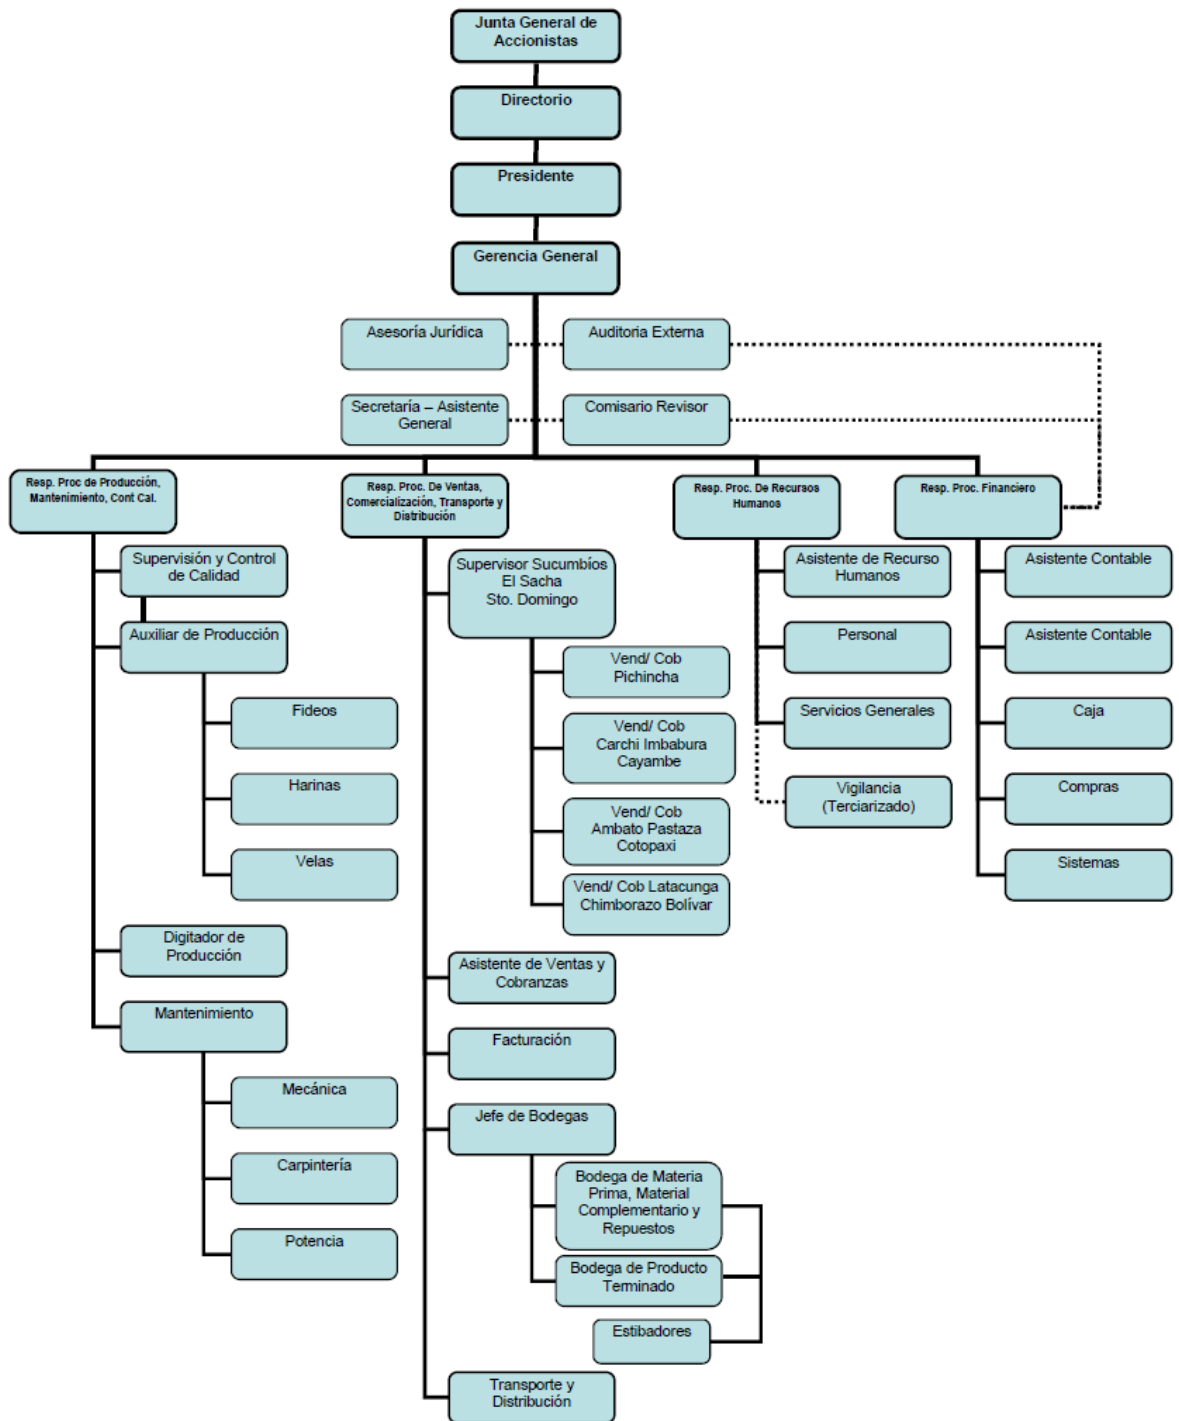 Junta General de
Accionistas
Directorio
Presidente
Gerencia General
Asesoría Jurídica
Auditoria Externa
Secretaría – Asistente
General
Comisario Revisor
Resp. Proc de Producción,
Mantenimiento, Cont Cal.
Supervisión y Control
de Calidad
Auxiliar de Producción
Fideos
Harinas
Velas
Digitador de
Producción
Mantenimiento
Mecánica
Carpintería
Potencia
Resp. Proc. De Ventas,
Comercialización, Transporte y
Distribución
Supervisor Sucumbíos
El Sacha
Sto. Domingo
Vend/ Cob
Pichincha
Vend/ Cob
Carchi Imbabura
Cayambe
Vend/ Cob
Ambato Pastaza
Cotopaxi
Vend/ Cob Latacunga
Chimborazo Bolívar
Asistente de Ventas y
Cobranzas
Facturación
Jefe de Bodegas
Bodega de Materia
Prima, Material
Complementario y
Repuestos
Bodega de Producto
Terminado
Estibadores
Transporte y
Distribución
Resp. Proc. De Recursos
Humanos
Asistente de Recurso
Humanos
Personal
Servicios Generales
Vigilancia
(Terciarizado)
Resp. Proc. Financiero
Asistente Contable
Asistente Contable
Caja
Compras
Sistemas